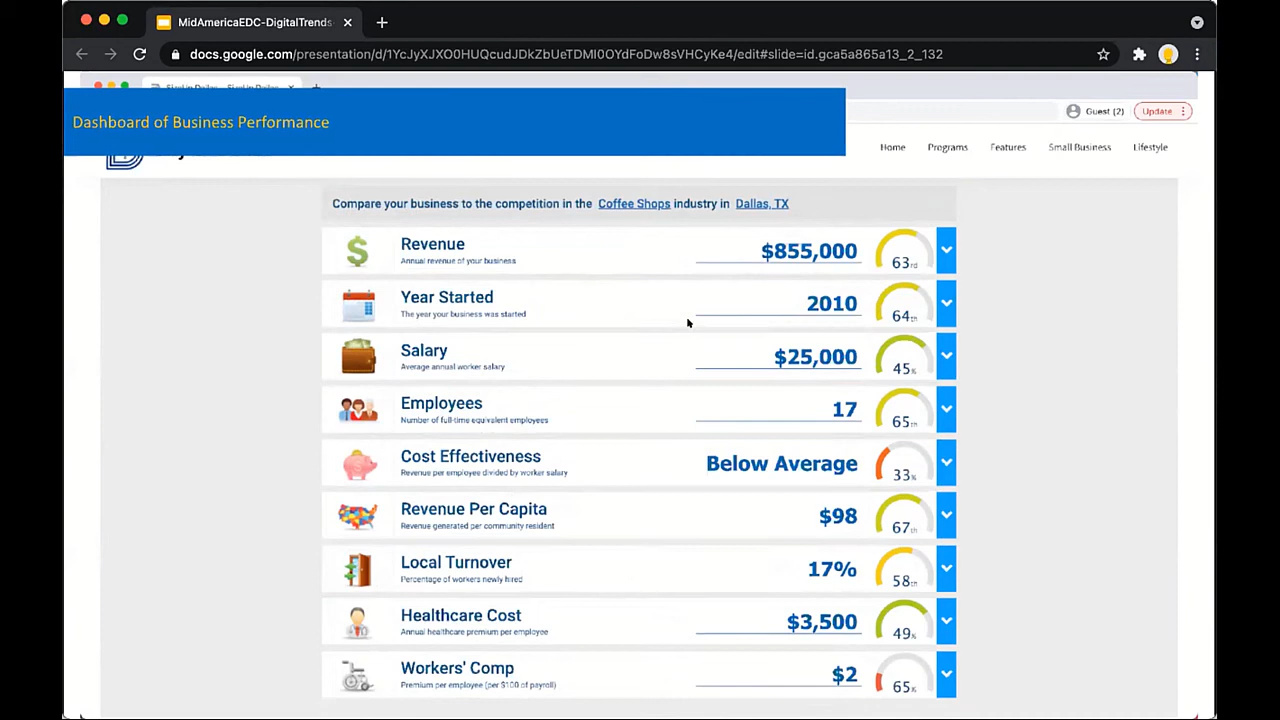 MidAmericaEDC-DigitalTrends
docs.google.com/presentation/d/1YcJyXJXO0HUQcudJDkZbUeTDMI0OYdFoDw8sVHCyKe4/edit#slide=id.gca5a865a13_2_132
Dashboard of Business Performance
Guest (2)
Update
Home
Programs
Features
Small Business
Lifestyle
Compare your business to the competition in the Coffee Shops industry in Dallas, TX
Revenue
Annual revenue of your business
$855,000
63rd
Year Started
The year your business was started
2010
64th
Salary
Average annual worker salary
$25,000
45%
Employees
Number of full-time equivalent employees
17
65th
Cost Effectiveness
Revenue per employee divided by worker salary
Below Average
33%
Revenue Per Capita
Revenue generated per community resident
$98
67th
Local Turnover
Percentage of workers newly hired
17%
58th
Healthcare Cost
Annual healthcare premium per employee
$3,500
49%
Workers' Comp
Premium per employee (per $100 of payroll)
$2
65%